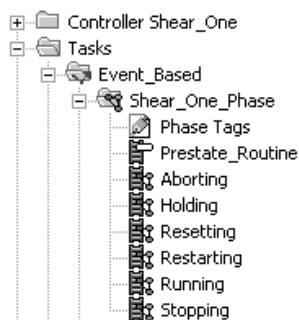 Controller Shear_One
Tasks
Event_Based
Shear_One_Phase
Phase Tags
Prestate_Routine
Aborting
Holding
Resetting
Restarting
Running
Stopping